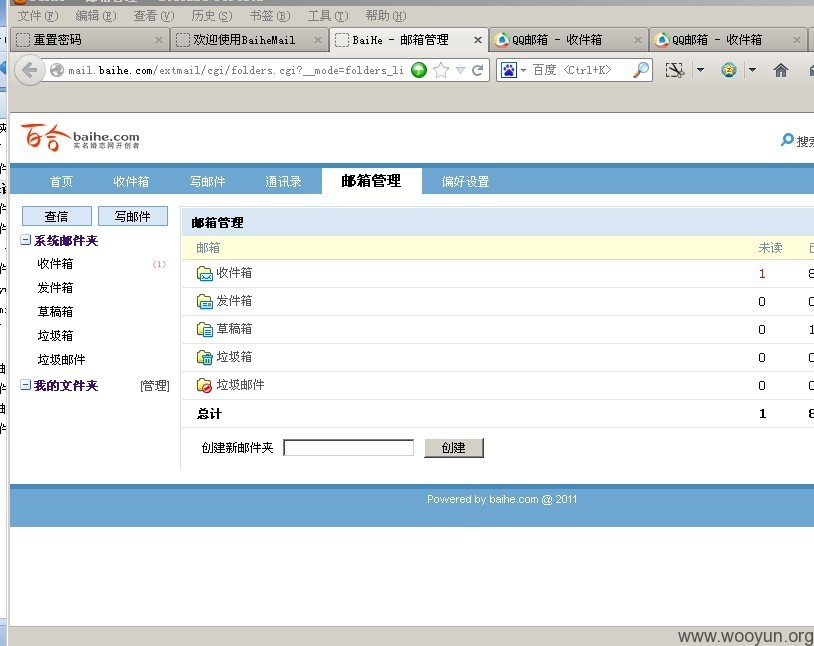 文件(F) 编辑(E) 查看(V) 历史(S) 书签(B) 工具(T) 帮助(H)
重置密码 × 欢迎使用BaiheMail × BaiHe - 邮箱管理 × QQ邮箱 - 收件箱 × QQ邮箱 - 收件箱 ×
mail.baihe.com/extmail/cgi/folders.cgi?__mode=folders_li 百度 <Ctrl+K>
百合 baihe.com
实名婚恋网开创者
搜索
首页 收件箱 写邮件 通讯录 邮箱管理 偏好设置
查信 写邮件
系统邮件夹
收件箱 (1)
发件箱
草稿箱
垃圾箱
垃圾邮件
我的文件夹 [管理]
邮箱管理
邮箱 未读
收件箱 1 8
发件箱 0 0
草稿箱 0 1
垃圾箱 0 0
垃圾邮件 0 0
总计 1 8
创建新邮件夹 创建
Powered by baihe.com @ 2011
www.wooyun.org